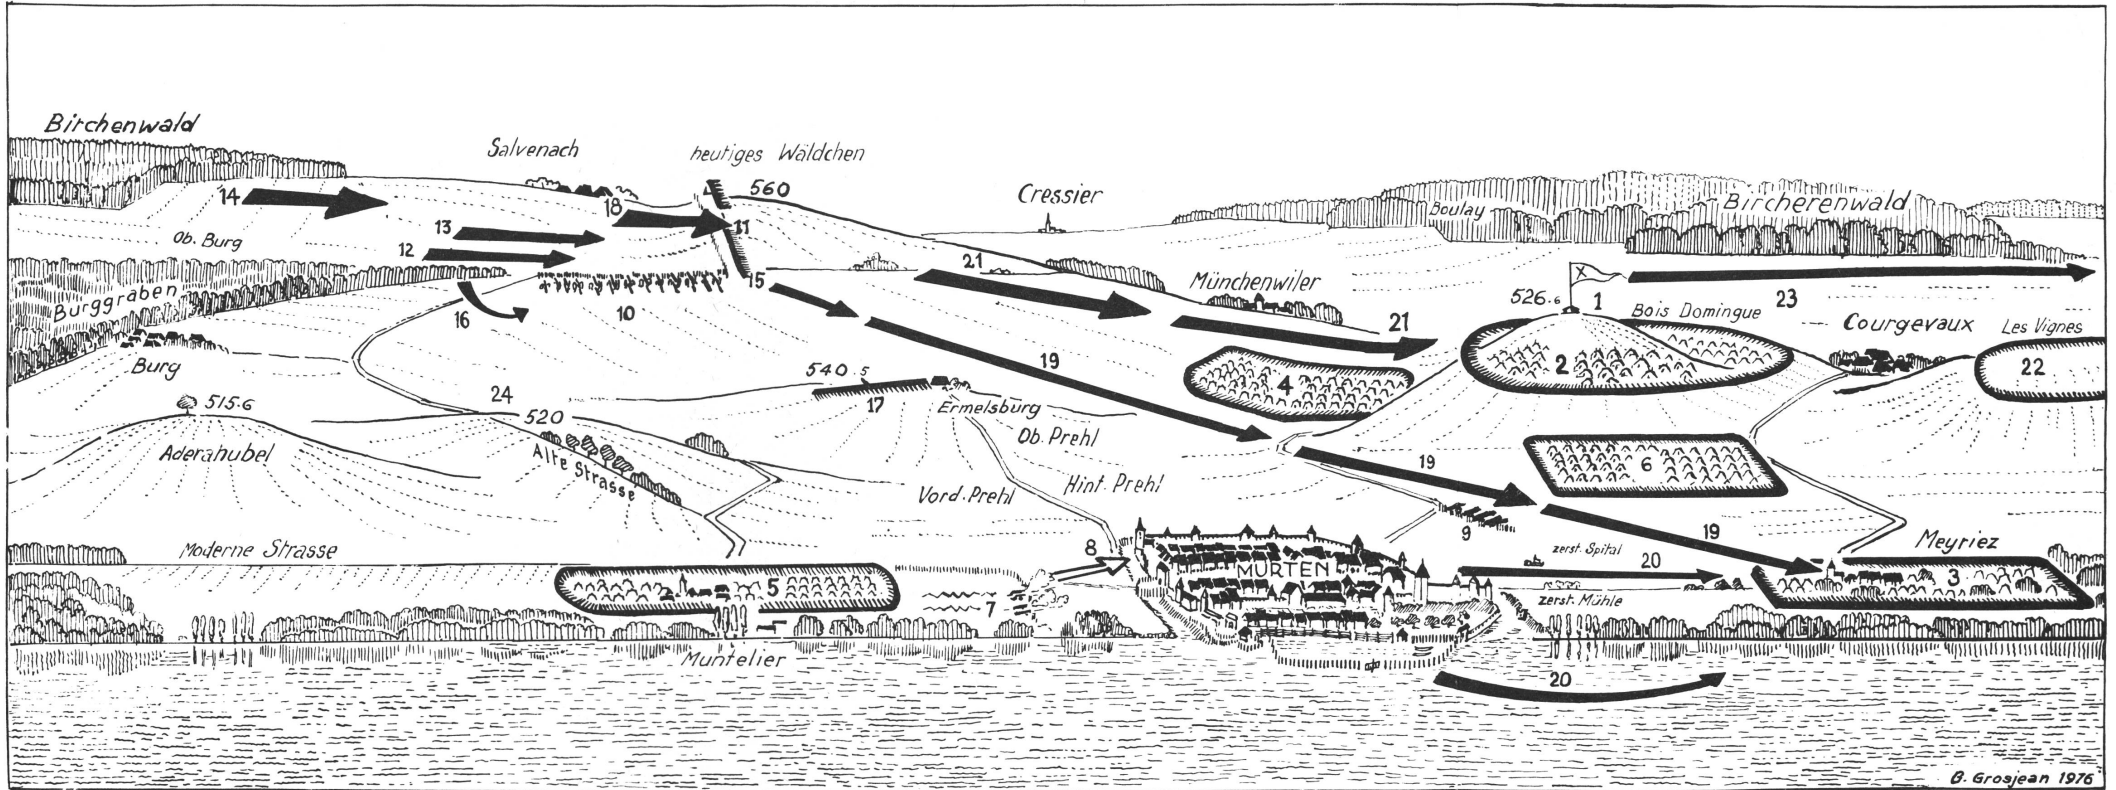 Birchenwald
Salvenach
heutiges Wäldchen
Cressier
Boulay
Bircherenwald
14
18
560
11
13
12
Ob. Burg
15
21
Münchenwiler
526.6
1
23
Burggraben
16
10
21
Bois Domingue
Courgevaux
Les Vignes
Burg
19
4
2
22
515.6
24
520
540.5
17
Ermelsburg
Ob. Prehl
Aderahubel
Alte Strasse
Vord. Prehl
Hint. Prehl
19
6
9
19
Moderne Strasse
8
zerst. Spital
Meyriez
5
7
MURTEN
20
3
zerst. Mühle
Muntelier
20
B. Grosjean 1976